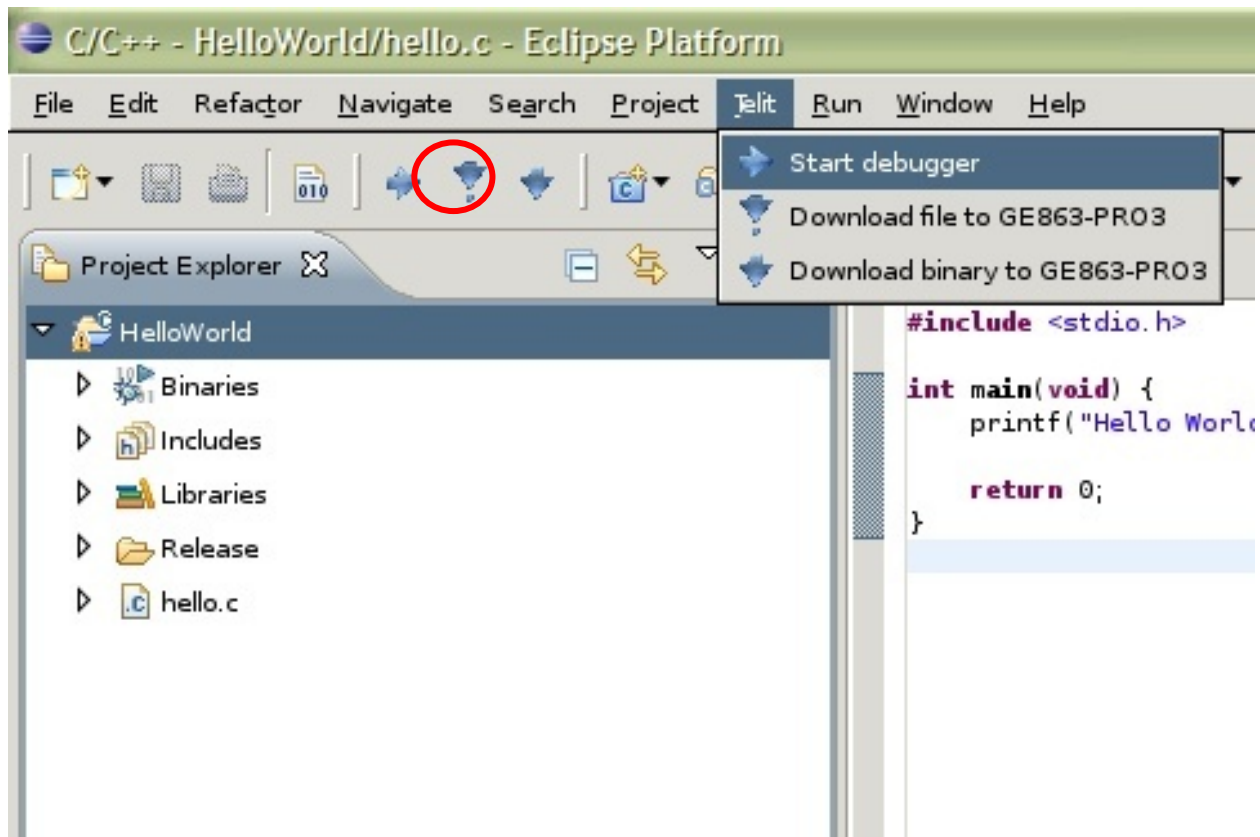 C/C++ - HelloWorld/hello.c - Eclipse Platform
File Edit Refactor Navigate Search Project Telit Run Window Help
Start debugger
010
Download file to GE863-PRO3
Project Explorer
Download binary to GE863-PRO3
HelloWorld
#include <stdio.h>
Binaries
int main(void) {
printf("Hello
Includes
Libraries
return 0;
}
Release
hello.c